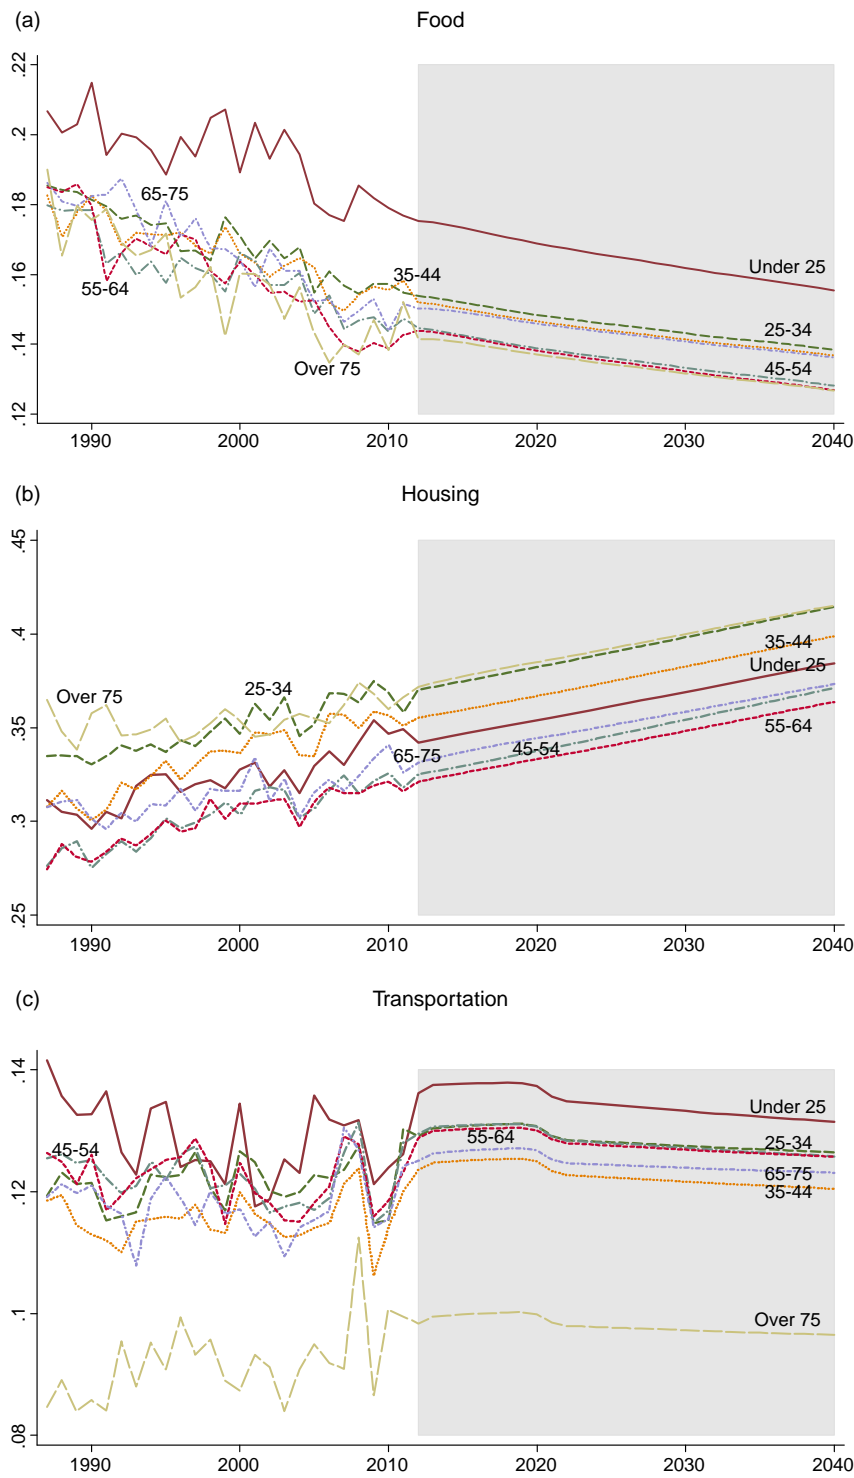 (a) Food
.22
.2
.18
.16
.14
.12
65-75
55-64
35-44
Over 75
Under 25
25-34
45-54
1990 2000 2010 2020 2030 2040
(b) Housing
.45
.4
.35
.3
.25
Over 75
25-34
35-44
Under 25
65-75
45-54
55-64
1990 2000 2010 2020 2030 2040
(c) Transportation
.14
.12
.1
.08
45-54
Under 25
55-64
25-34
65-75
35-44
Over 75
1990 2000 2010 2020 2030 2040